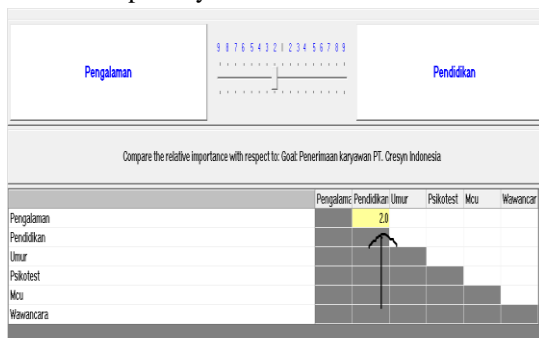 9 8 7 6 5 4 3 2 1 2 3 4 5 6 7 8 9
Pengalaman Pendidikan
Compare the relative importance with respect to: Goal: Penerimaan karyawan PT. Cresyn Indonesia
Pengalama Pendidikan Umur Psikotest Mcu Wawancar
Pengalaman 2.0
Pendidikan
Umur
Psikotest
Mcu
Wawancara